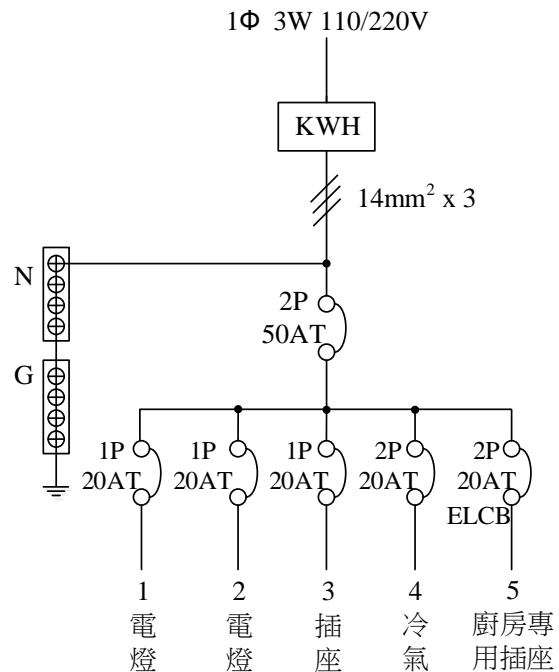 1Φ 3W 110/220V
KWH
14mm² x 3
N
2P
50AT
G
1P 1P 1P 2P 2P
20AT 20AT 20AT 20AT 20AT
ELCB
1 2 3 4 5
電燈
電燈
插座
冷氣
廚房專
用插座